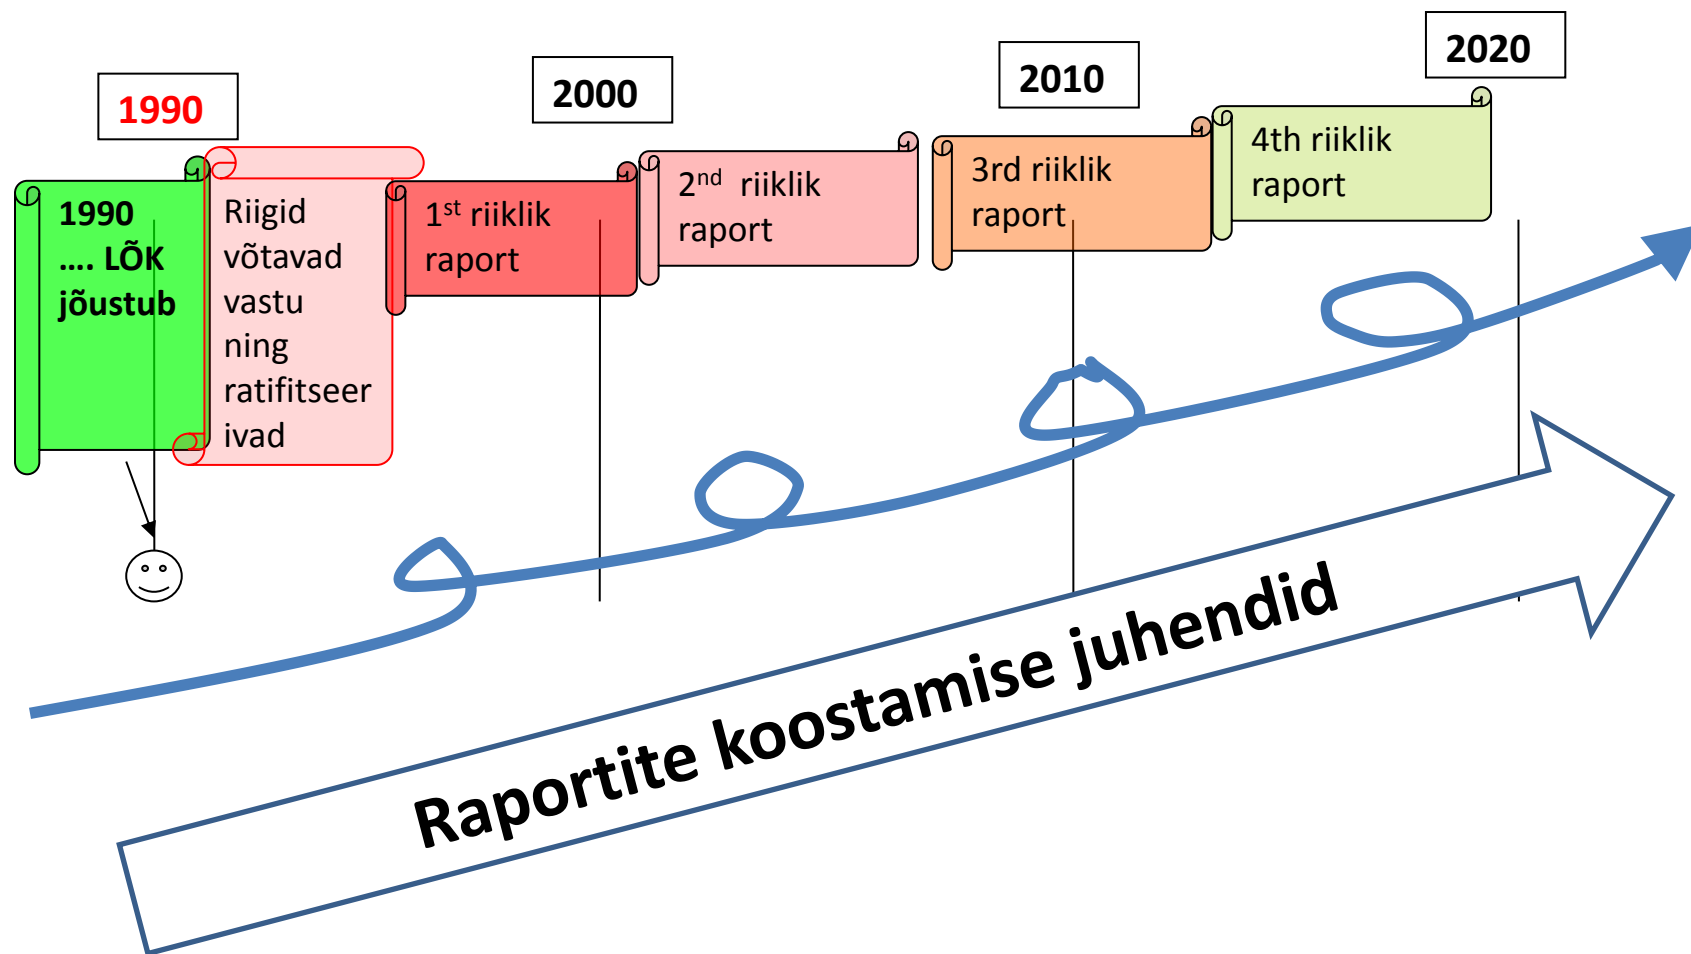 1990
2000
2010
2020
1990
.... LÕK
jõustub
Riigid
võtavad
vastu
ning
ratifitseer
ivad
1st riiklik
raport
2nd riiklik
raport
3rd riiklik
raport
4th riiklik
raport
Raportite koostamise juhendid